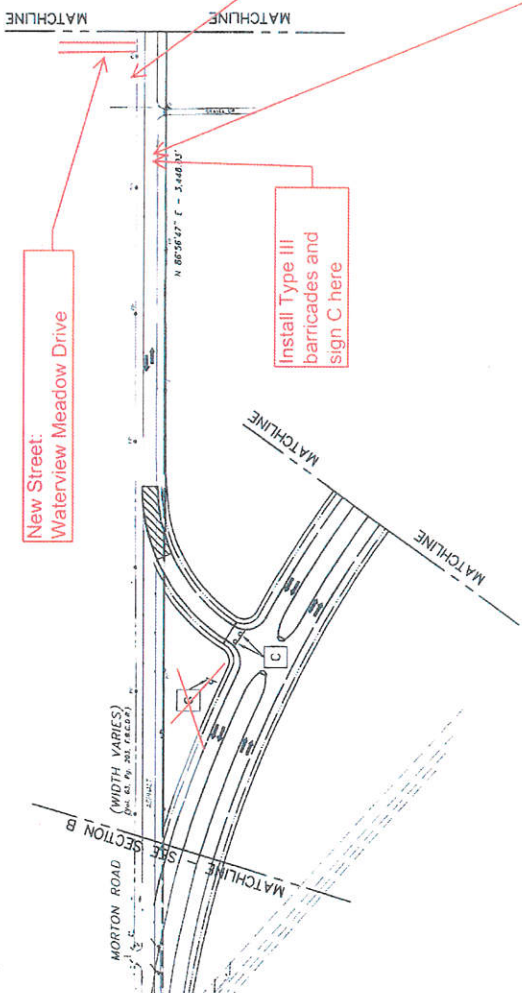 MATCHLINE
MATCHLINE
New Street:
Waterview Meadow Drive
N 86°56'47" E - 3,448.03'
Install Type III
barricades and
sign C here
MATCHLINE
MATCHLINE
C
G
MORTON ROAD (WIDTH VARIES)
MATCHLINE - SEE SECTION B